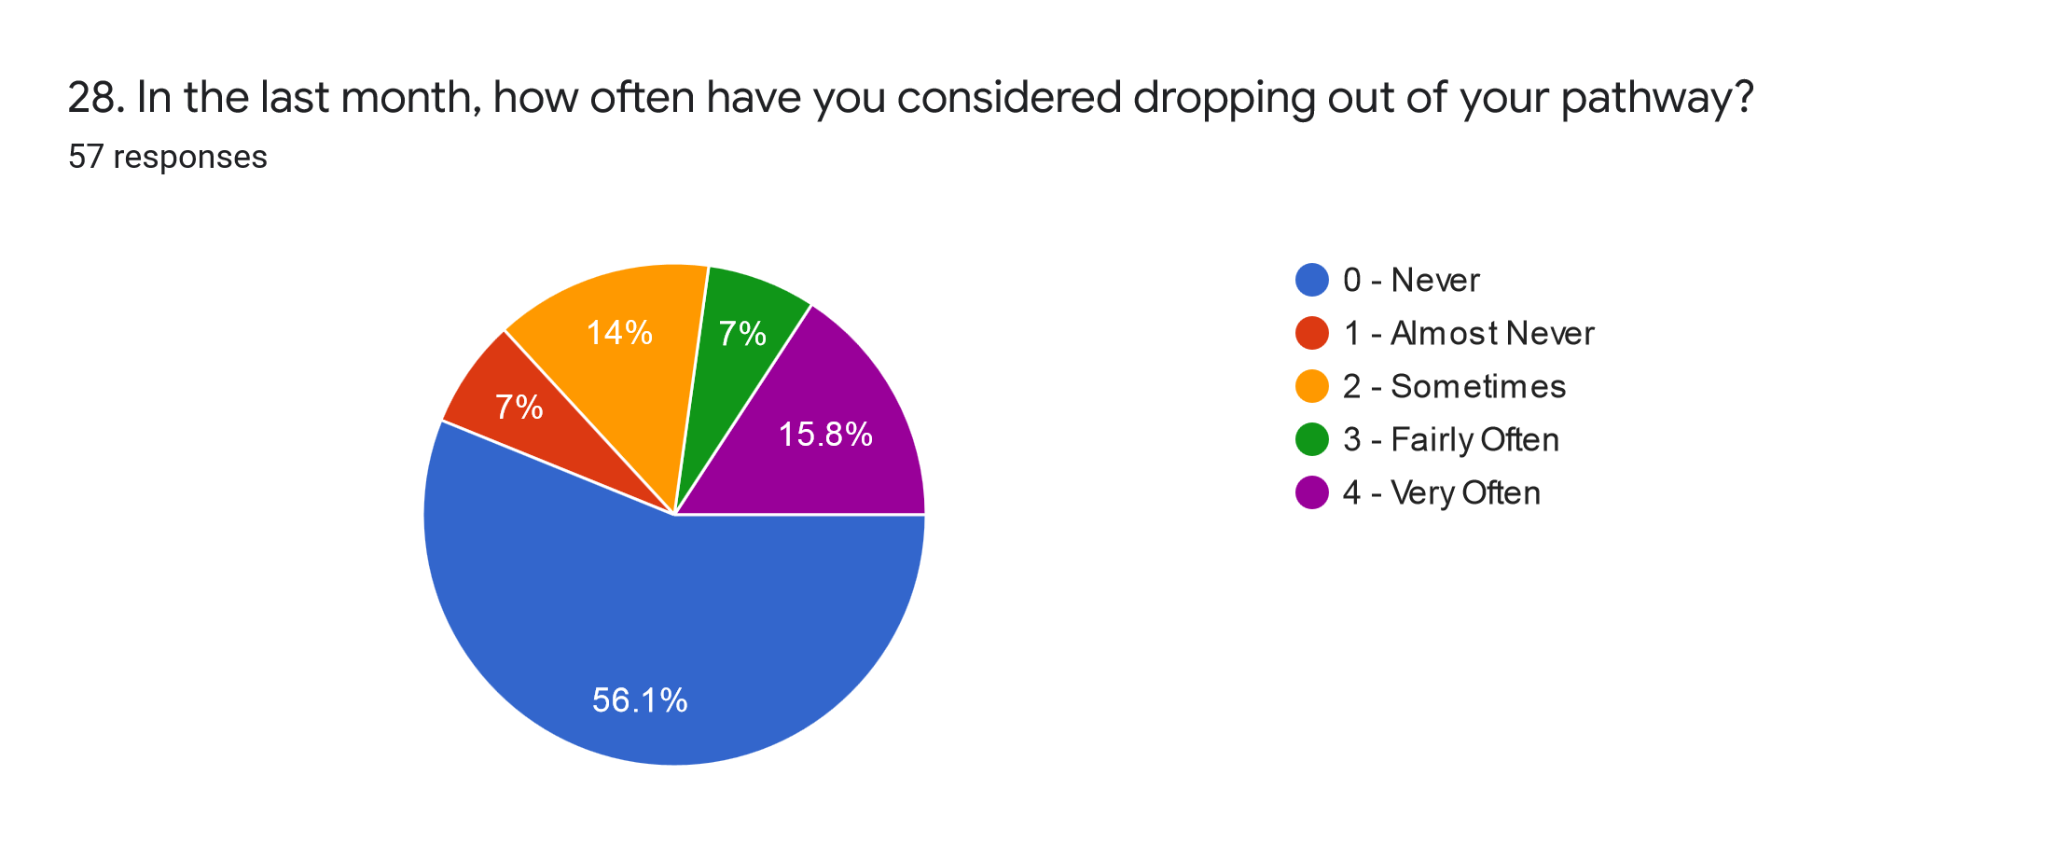 28. In the last month, how often have you considered dropping out of your pathway?
57 responses
0 - Never
1 - Almost Never
2 - Sometimes
3 - Fairly Often
4 - Very Often
14%
7%
7%
15.8%
56.1%